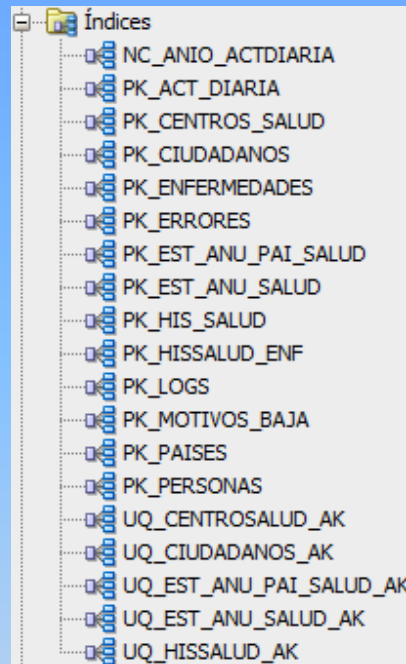 Índices
NC_ANIO_ACTDIARIA
PK_ACT_DIARIA
PK_CENTROS_SALUD
PK_CIUDADANOS
PK_ENFERMEDADES
PK_ERRORES
PK_EST_ANU_PAI_SALUD
PK_EST_ANU_SALUD
PK_HIS_SALUD
PK_HISSALUD_ENF
PK_LOGS
PK_MOTIVOS_BAJA
PK_PAISES
PK_PERSONAS
UQ_CENTROSALUD_AK
UQ_CIUDADANOS_AK
UQ_EST_ANU_PAI_SALUD_AK
UQ_EST_ANU_SALUD_AK
UQ_HISSALUD_AK